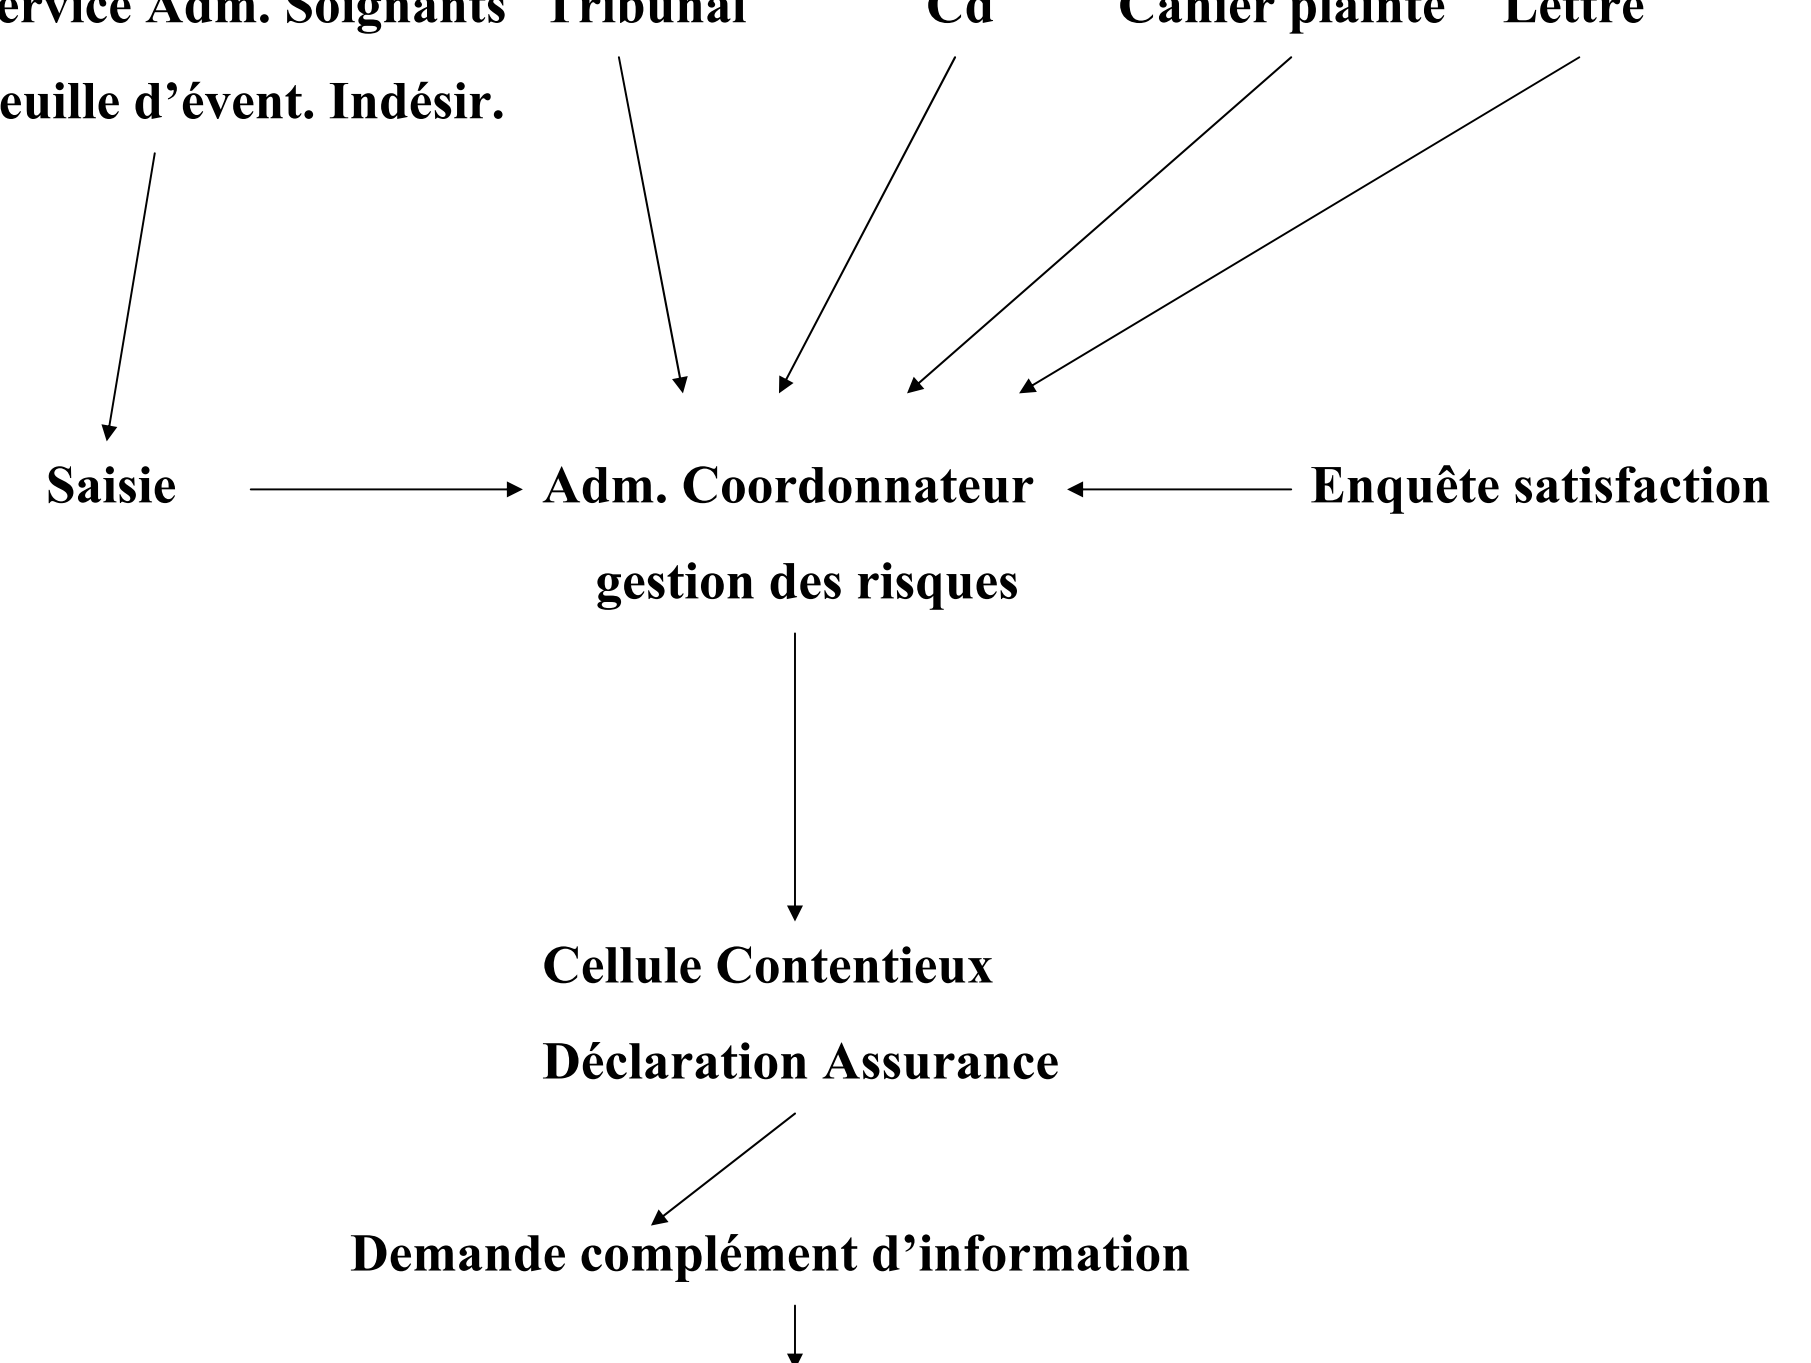 ervice Adm. Soignants Tribunal Cd Cahier plainte Lettre
euille d’évent. Indésir.
Saisie Adm. Coordonnateur Enquête satisfaction
gestion des risques
Cellule Contentieux
Déclaration Assurance
Demande complément d’information